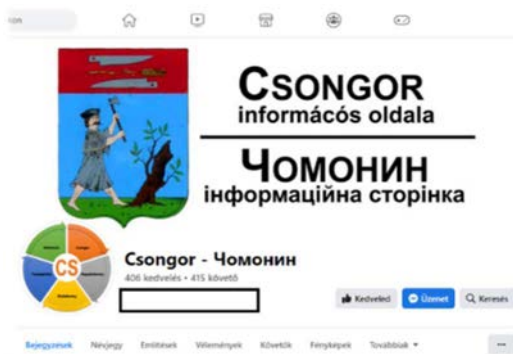 CSONGOR
informácós oldala
ЧОМОНИН
інформаційна сторінка
CS
Csongor - Чомонин
406 kedvelés • 415 követő
Kedveled Üzenet Keresés
Bejegyzések Névjegy Említések Vélemények Követők Fényképek Továbbiak